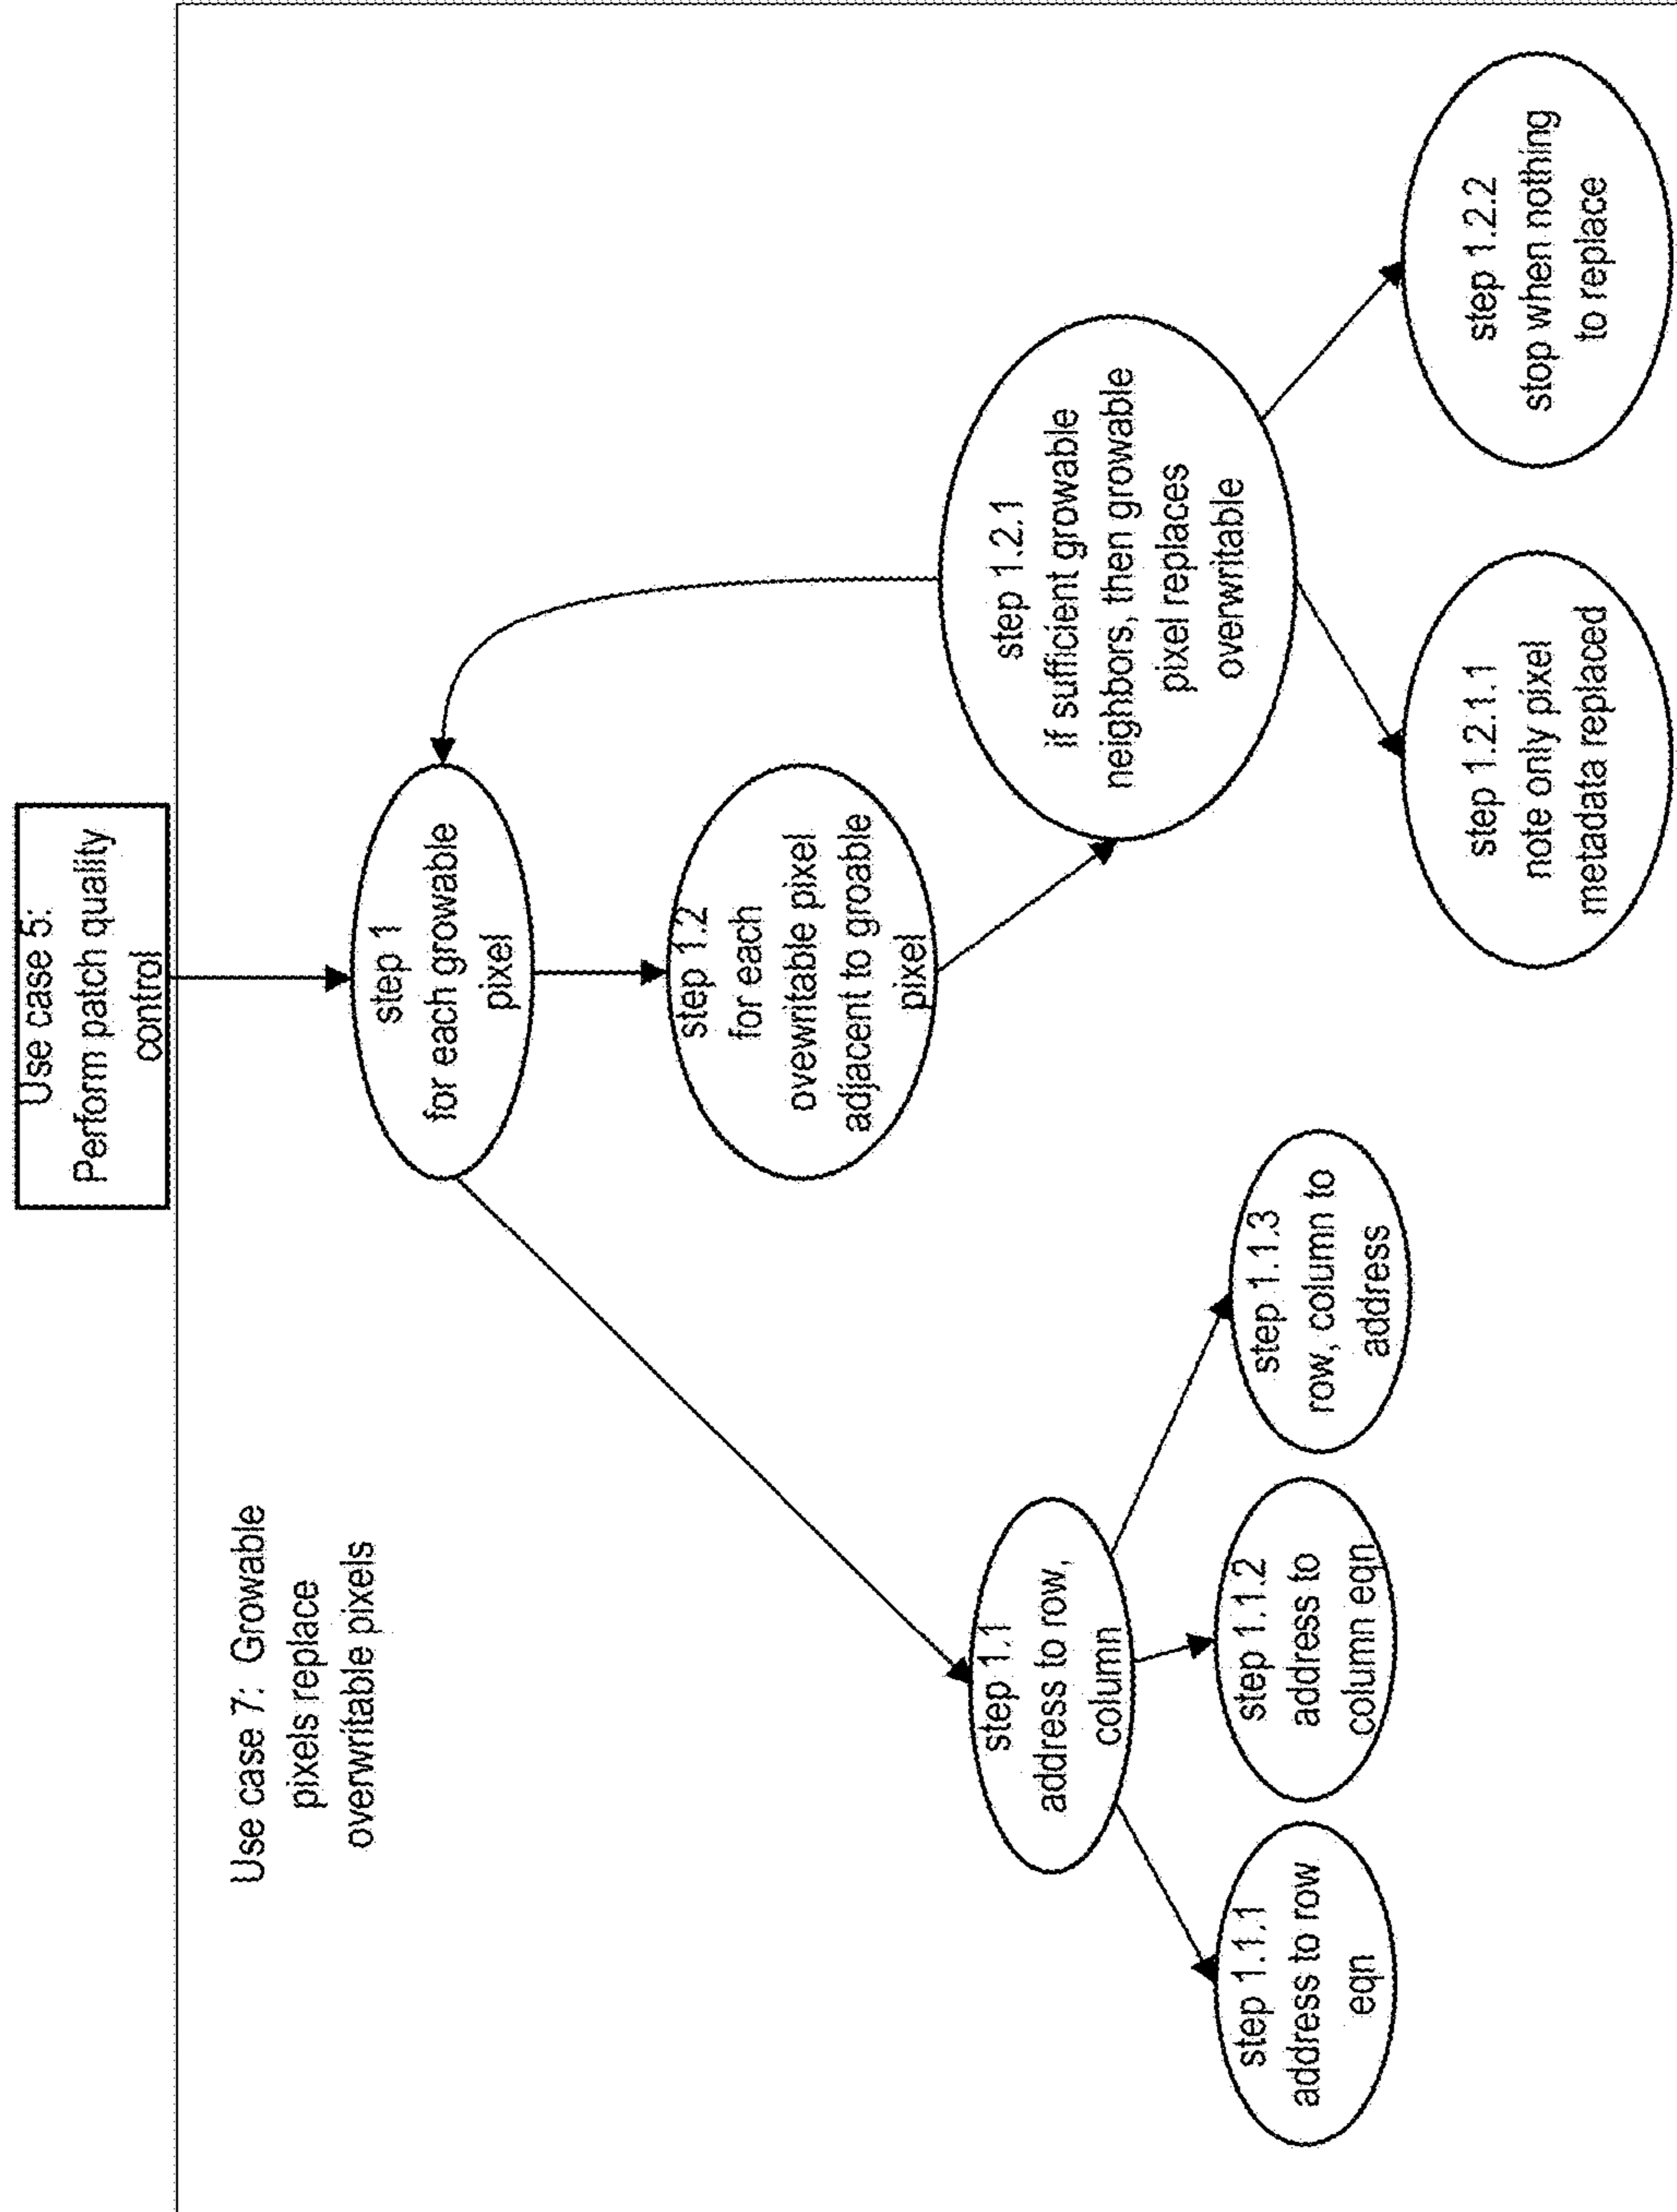 Use case 5:
Perform patch quality
control
Use case 7: Growable
pixels replace
overwritable pixels
step 1
for each growable
pixel
step 1.2
for each
ovewritable pixel
adjacent to groable
pixel
step 1.1
address to row,
column
step 1.2.1
if sufficient growable
neighbors, then growable
pixel replaces
overwritable
step 1.1.1
address to row
eqn
step 1.1.2
address to
column eqn
step 1.1.3
row, column to
address
step 1.2.1.1
note only pixel
metadata replaced
step 1.2.2
stop when nothing
to replace